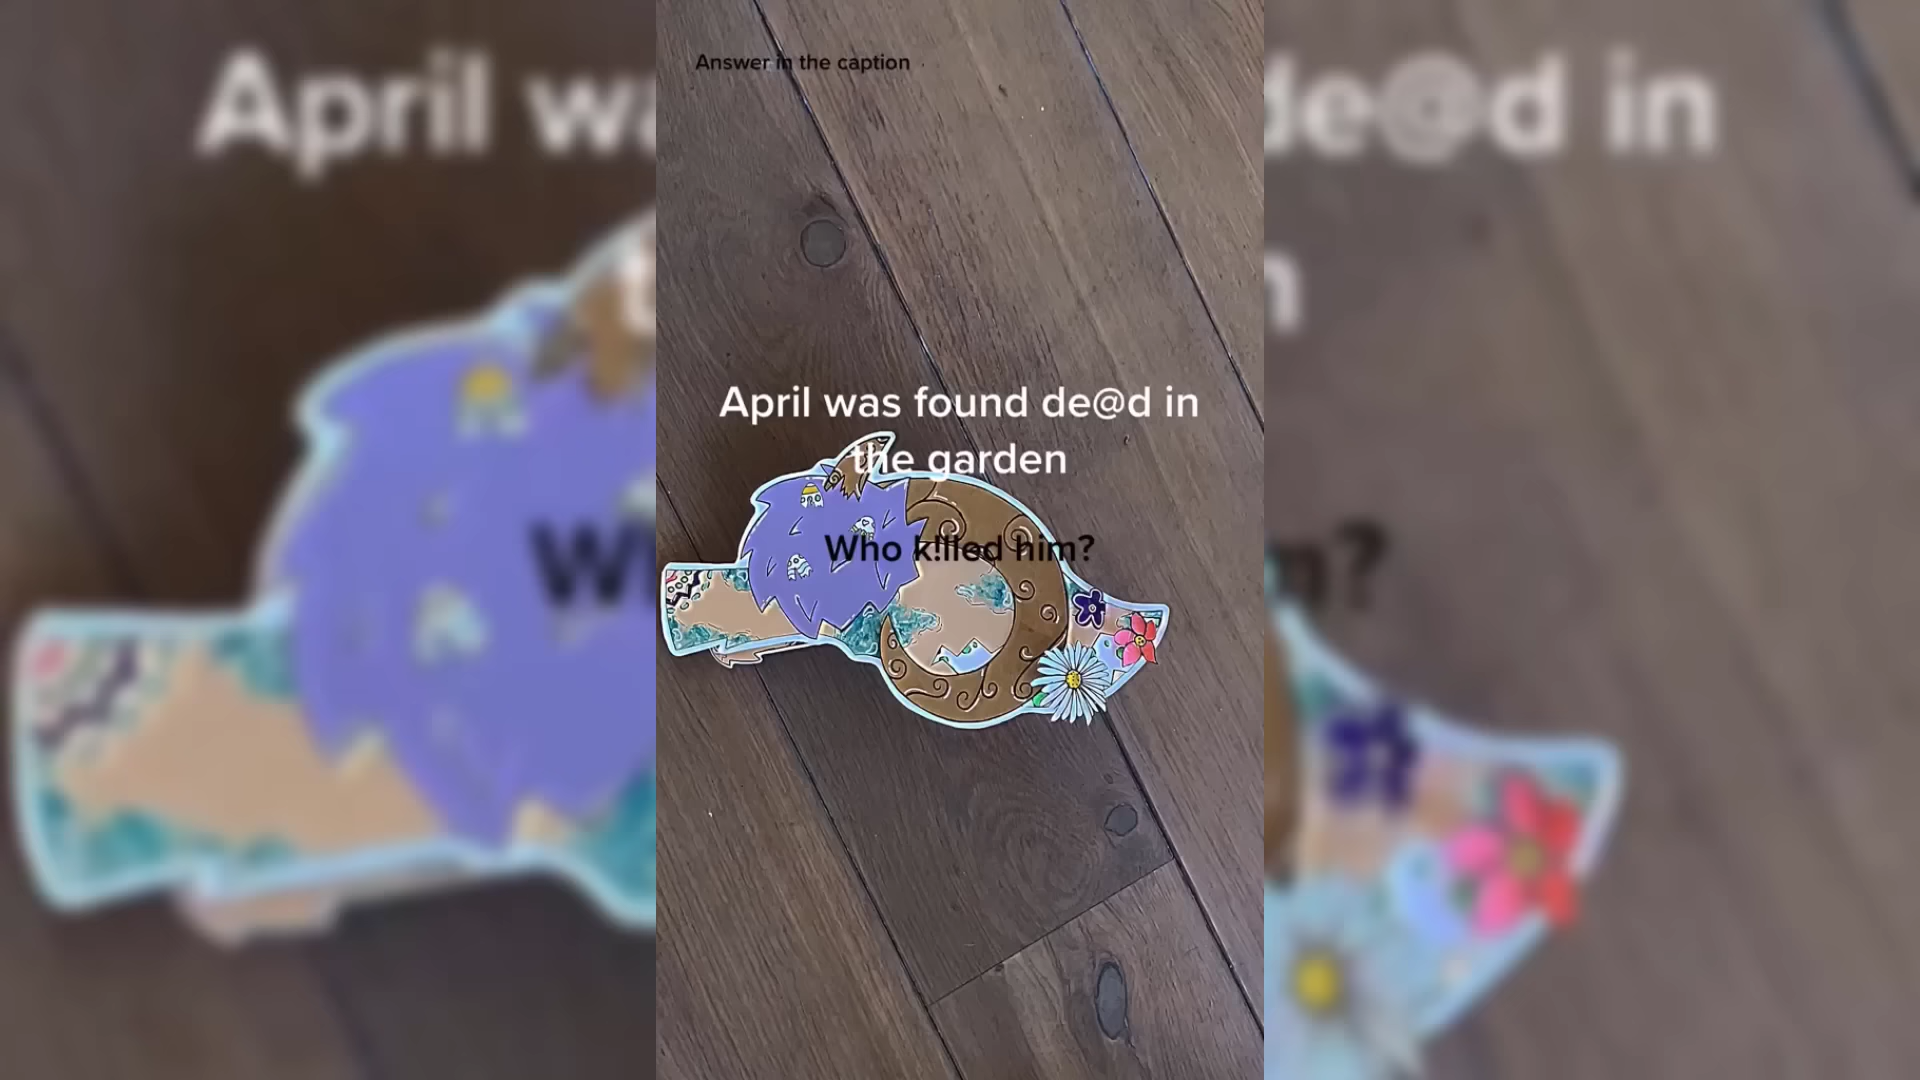 Answer in the caption
April was found de@d in
the garden
Who k!lled him?